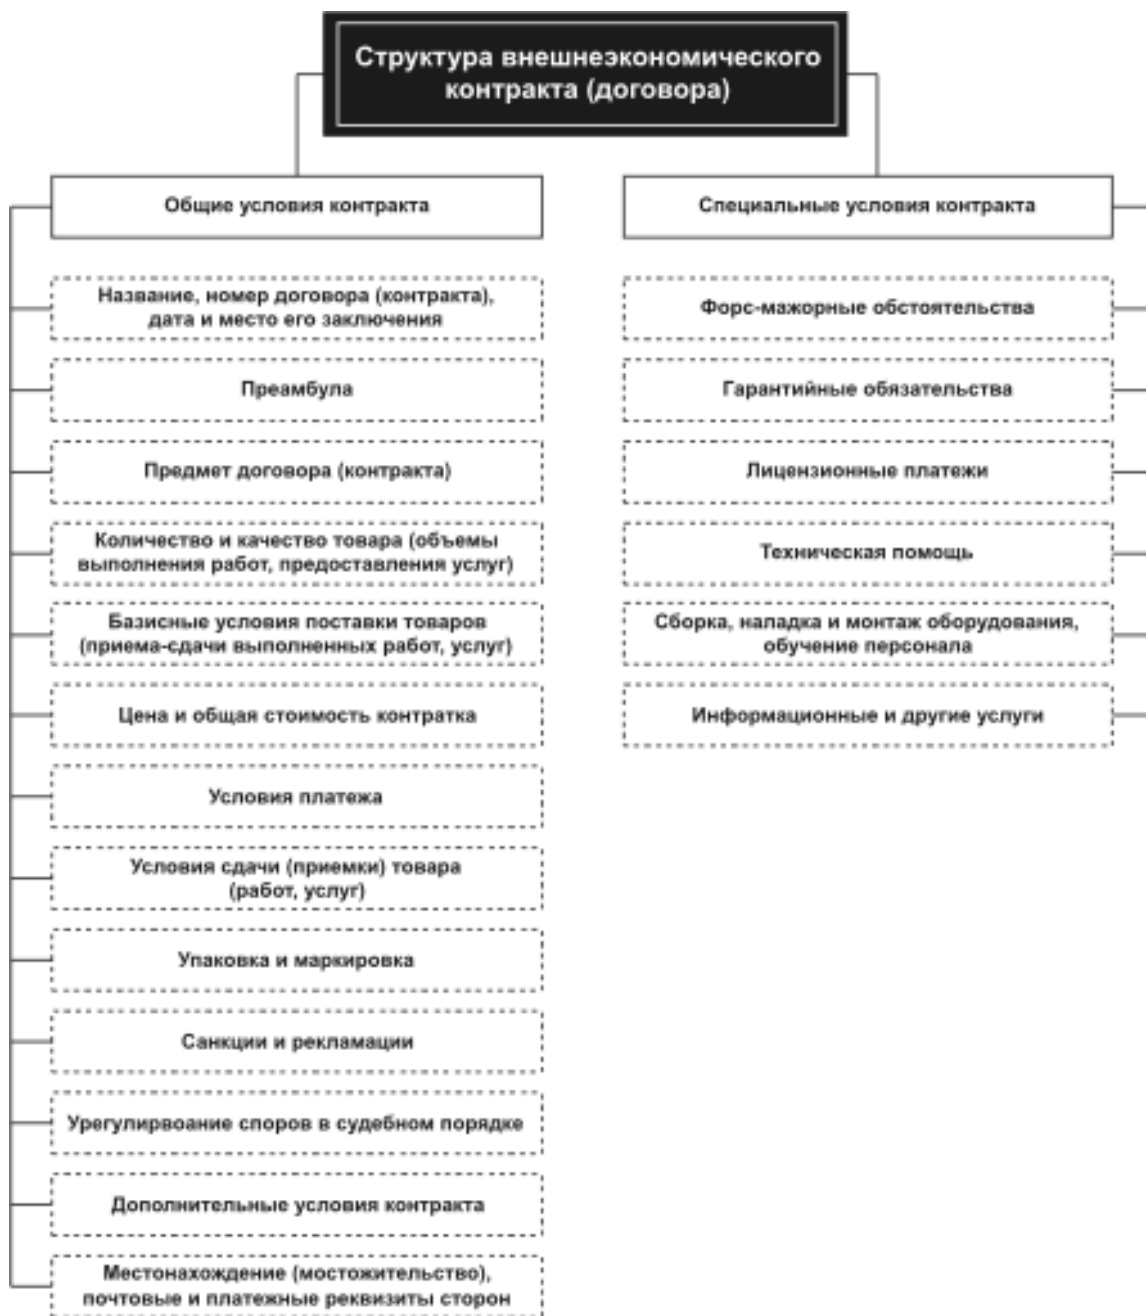 Структура внешнеэкономического
контракта (договора)
Общие условия контракта
Название, номер договора (контракта),
дата и место его заключения
Преамбула
Предмет договора (контракта)
Количество и качество товара (объемы
выполнения работ, предоставления услуг)
Базисные условия поставки товаров
(приема-сдачи выполненных работ, услуг)
Цена и общая стоимость контратка
Условия платежа
Условия сдачи (приемки) товара
(работ, услуг)
Упаковка и маркировка
Санкции и рекламации
Урегулирвоание споров в судебном порядке
Дополнительные условия контракта
Местонахождение (мостожительство),
почтовые и платежные реквизиты сторон
Специальные условия контракта
Форс-мажорные обстоятельства
Гарантийные обязательства
Лицензионные платежи
Техническая помощь
Сборка, наладка и монтаж оборудования,
обучение персонала
Информационные и другие услуги